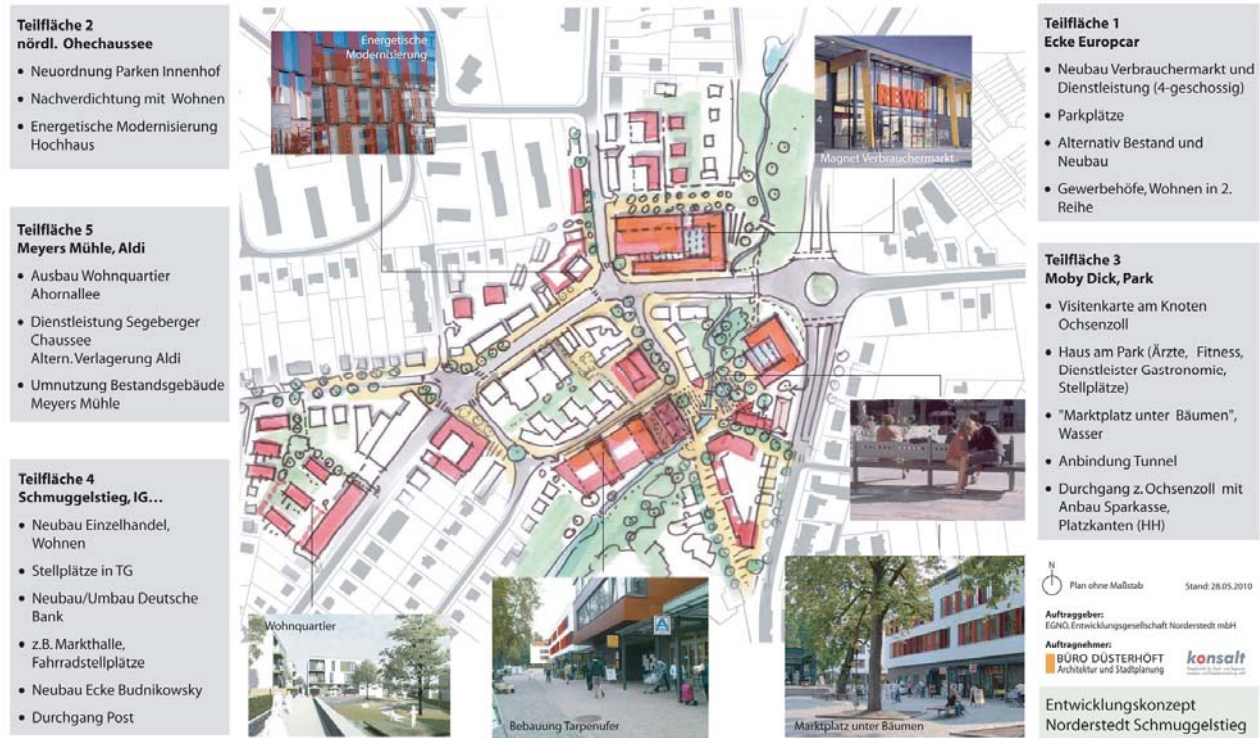 Teilfläche 2
nördl. Ohechaussee
• Neuordnung Parken Innenhof
• Nachverdichtung mit Wohnen
• Energetische Modernisierung
Hochhaus
Teilfläche 5
Meyers Mühle, Aldi
• Ausbau Wohnquartier
Ahornallee
• Dienstleistung Segeberger
Chaussee
Altern. Verlagerung Aldi
• Umnutzung Bestandsgebäude
Meyers Mühle
Teilfläche 4
Schmuggelstieg, IG...
• Neubau Einzelhandel,
Wohnen
• Stellplätze in TG
• Neubau/Umbau Deutsche
Bank
• z.B. Markthalle,
Fahrradstellplätze
• Neubau Ecke Budnikowsky
• Durchgang Post
Energetische
Modernisierung
REWE
4
Magnet Verbrauchermarkt
Wohnquartier
A
Bebauung Tarpenufer
Marktplatz unter Bäumen
Teilfläche 1
Ecke Europcar
• Neubau Verbrauchermarkt und
Dienstleistung (4-geschossig)
• Parkplätze
• Alternativ Bestand und
Neubau
• Gewerbehöfe, Wohnen in 2.
Reihe
Teilfläche 3
Moby Dick, Park
• Visitenkarte am Knoten
Ochsenzoll
• Haus am Park (Ärzte, Fitness,
Dienstleister Gastronomie,
Stellplätze)
• "Marktplatz unter Bäumen",
Wasser
• Anbindung Tunnel
• Durchgang z. Ochsenzoll mit
Anbau Sparkasse,
Platzkanten (HH)
N
Plan ohne Maßstab
Stand: 28.05.2010
Auftraggeber:
EGNO, Entwicklungsgesellschaft Norderstedt mbH
Auftragnehmer:
BÜRO DÜSTERHÖFT
Architektur und Stadtplanung
konsalt
Entwicklungskonzept
Norderstedt Schmuggelstieg